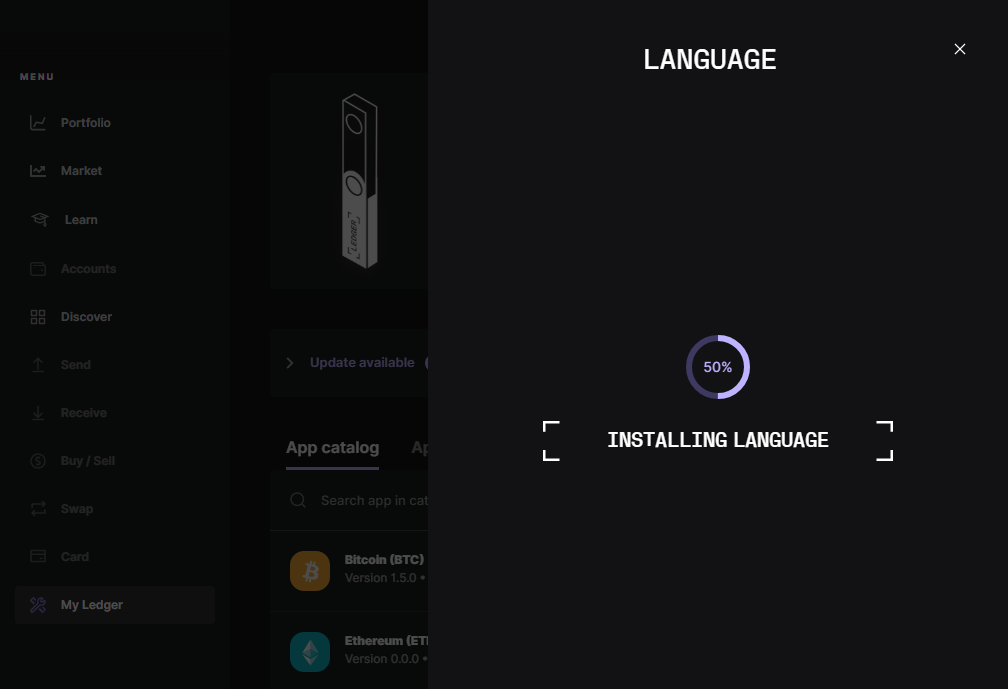 MENU
Portfolio
Market
Learn
Accounts
Discover
Send
Receive
Buy / Sell
Swap
Card
My Ledger
LEDGER
Update available
App catalog
Ap
Search app in cat
Bitcoin (BTC)
Version 1.5.0 •
Ethereum (ET
Version 0.0.0 •
LANGUAGE
50%
INSTALLING LANGUAGE